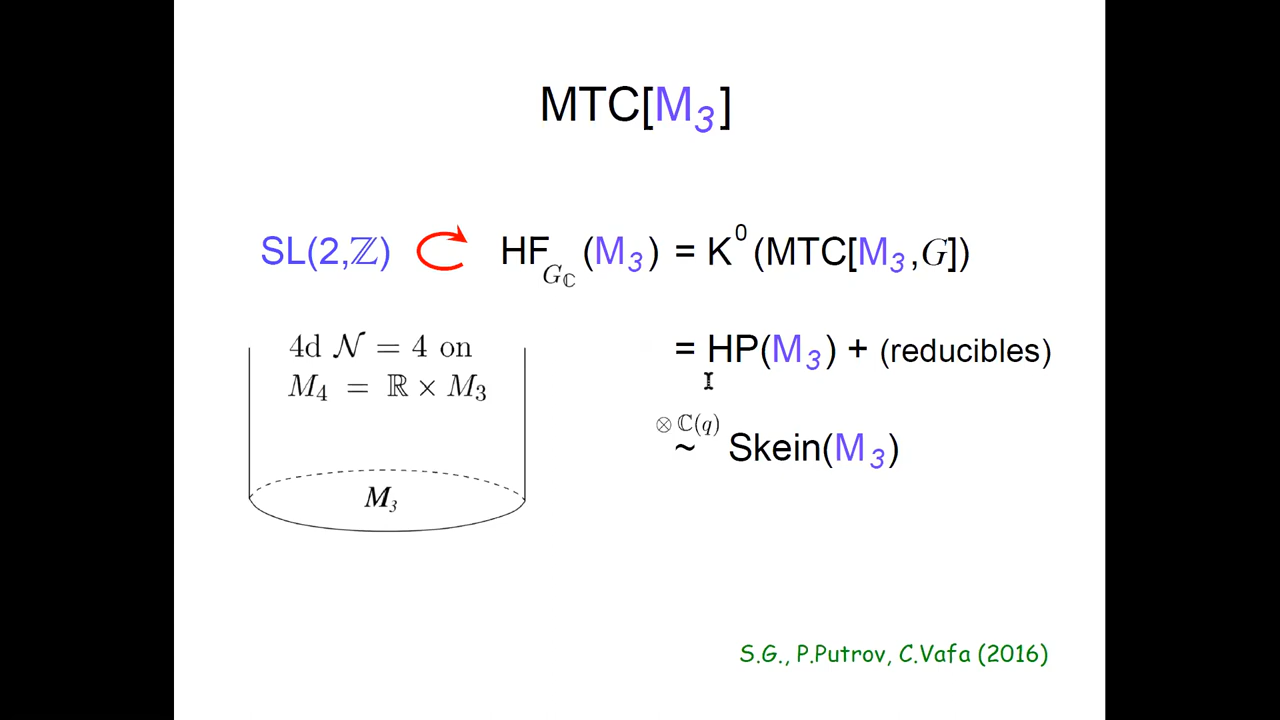 MTC[M₃]
SL(2,ℤ) HF_{G_ℂ}(M₃) = K⁰(MTC[M₃,G])
4d 𝒩 = 4 on
M₄ = ℝ × M₃
M₃
= HP(M₃) + (reducibles)
⊗ ℂ(q)
~ Skein(M₃)
S.G., P.Putrov, C.Vafa (2016)